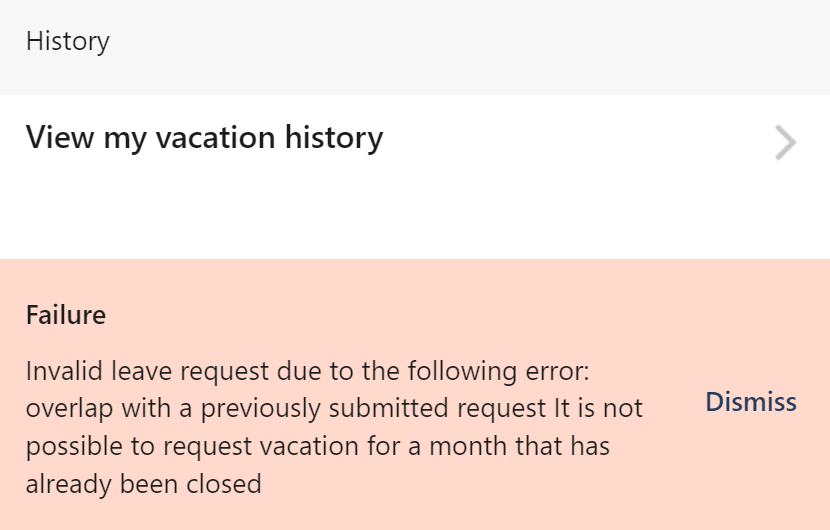 History
View my vacation history
Failure
Invalid leave request due to the following error:
overlap with a previously submitted request It is not
possible to request vacation for a month that has
already been closed
Dismiss